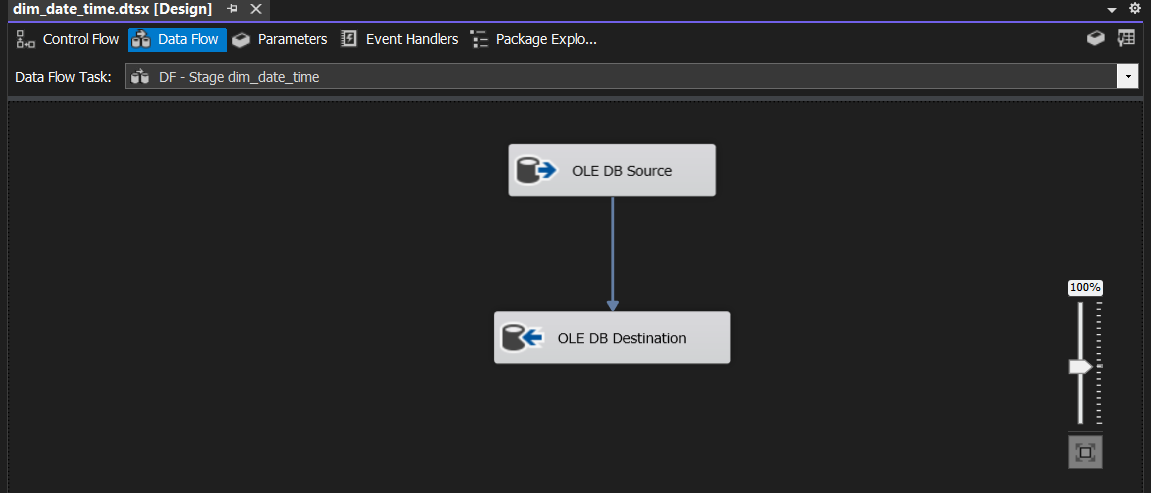 dim_date_time.dtsx [Design]
Control Flow Data Flow Parameters Event Handlers Package Explo...
Data Flow Task: DF - Stage dim_date_time
OLE DB Source
100%
OLE DB Destination